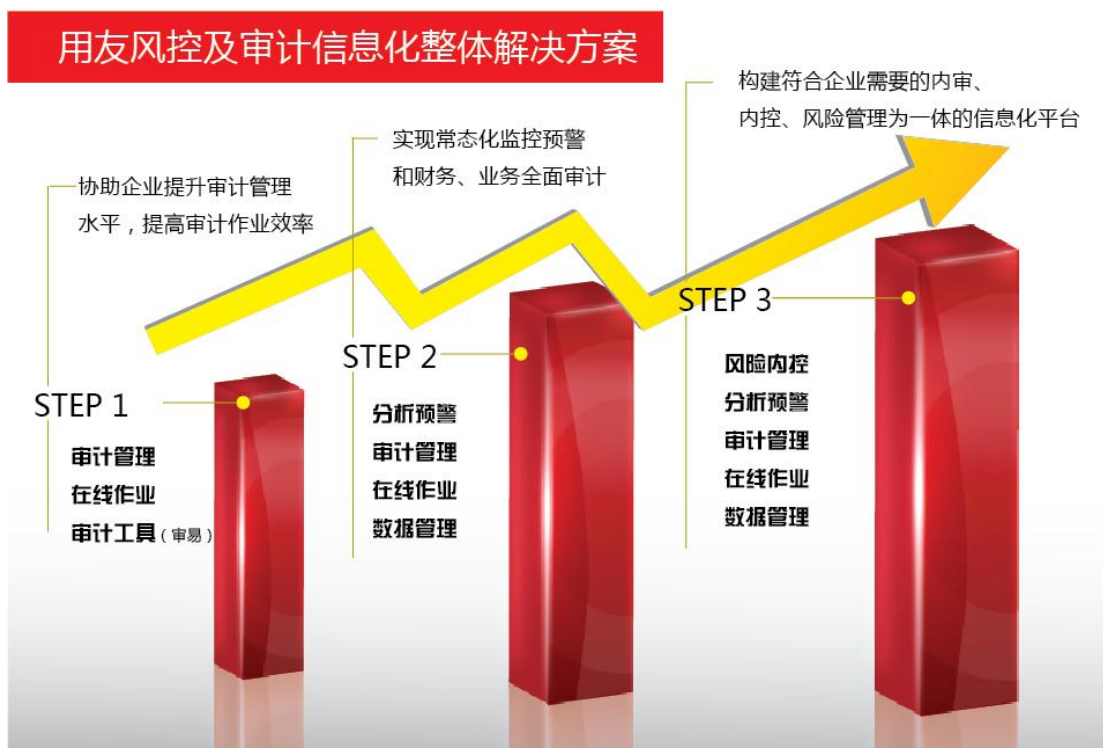 用友风控及审计信息化整体解决方案
协助企业提升审计管理
水平，提高审计作业效率
STEP 1
审计管理
在线作业
审计工具（审易）
实现常态化监控预警
和财务、业务全面审计
STEP 2
分析预警
审计管理
在线作业
数据管理
构建符合企业需要的内审、
内控、风险管理为一体的信息化平台
STEP 3
风险内控
分析预警
审计管理
在线作业
数据管理